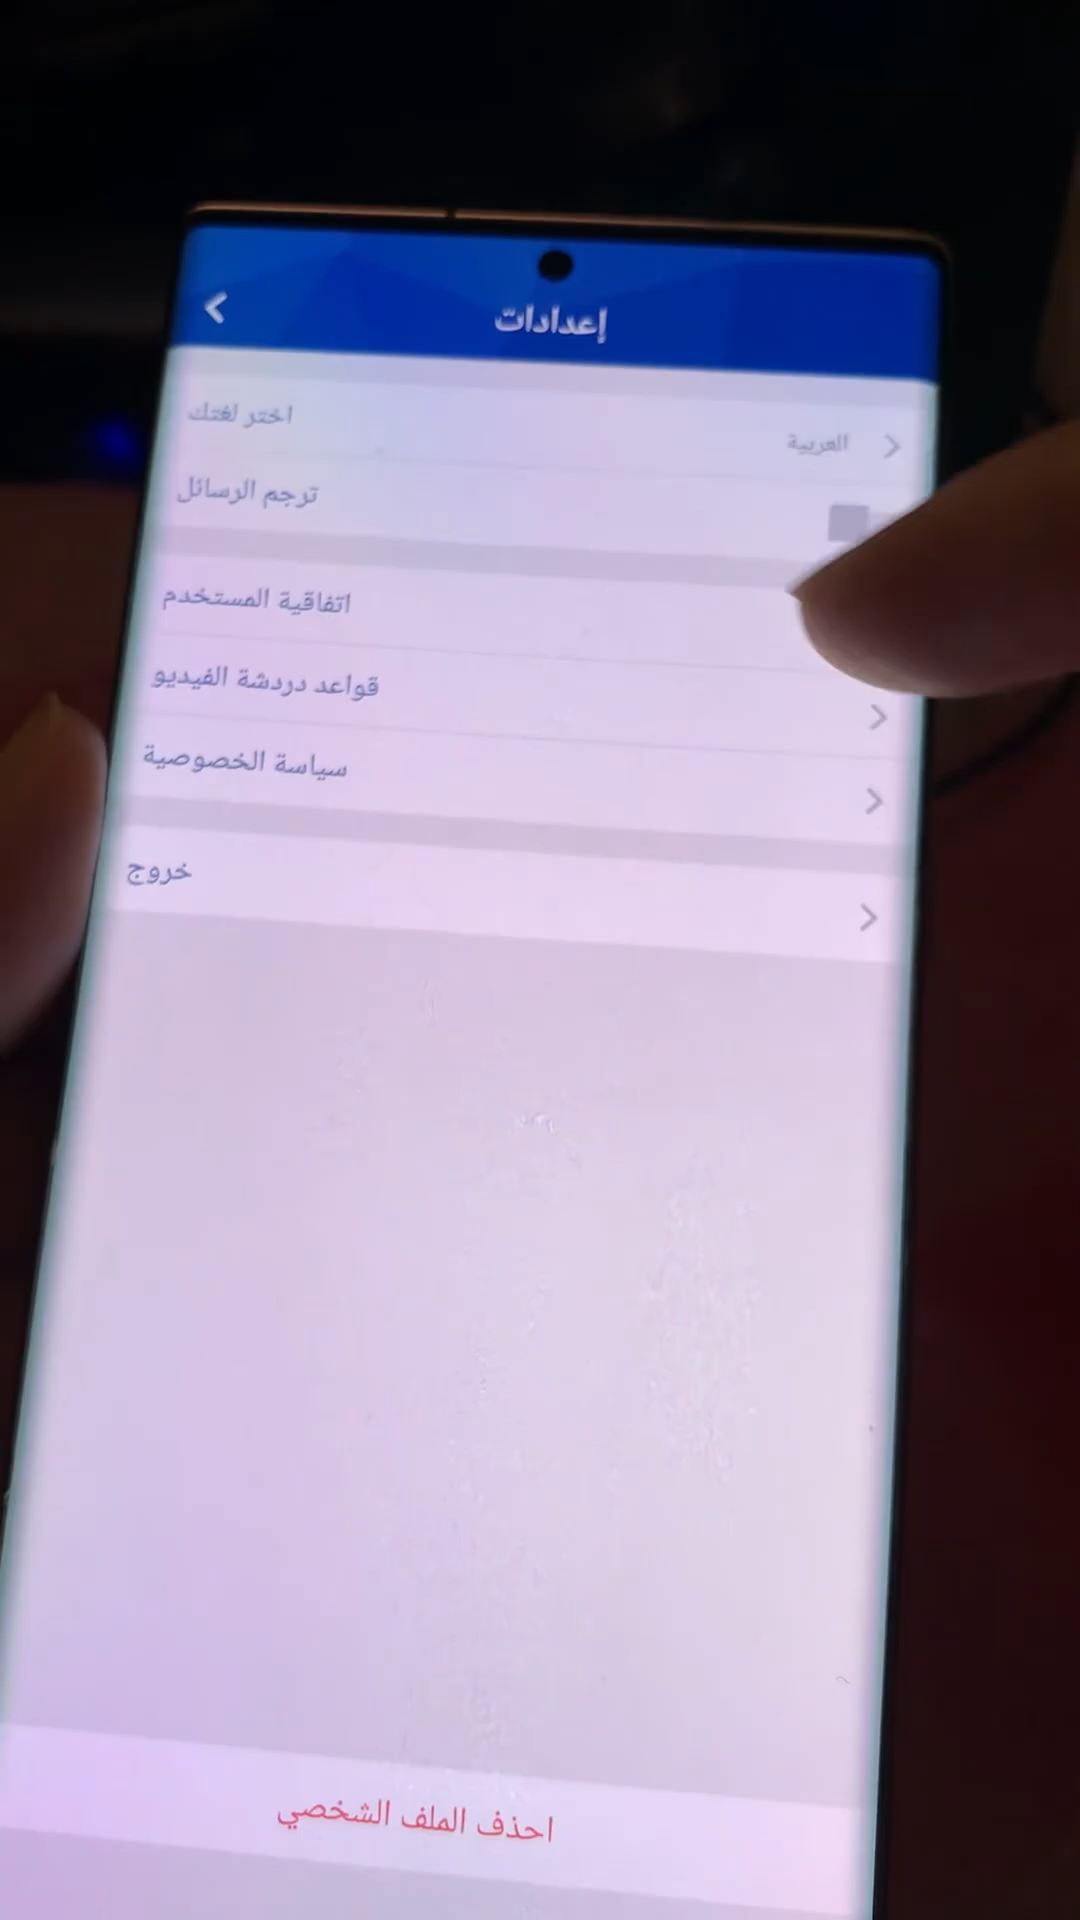 إعدادات
اختر لغتك
العربية
ترجم الرسائل
اتفاقية المستخدم
قواعد دردشة الفيديو
سياسة الخصوصية
خروج
احذف الملف الشخصي